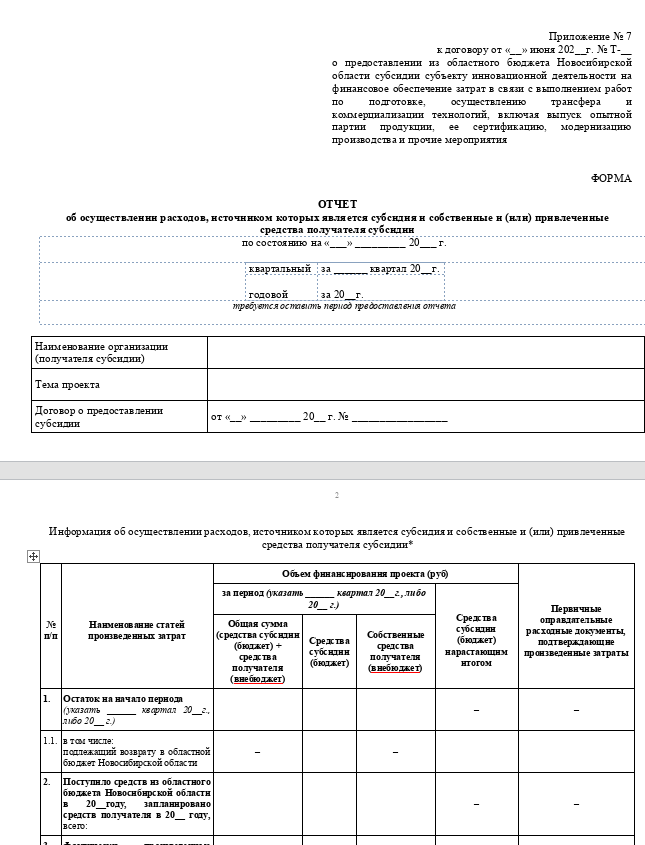 Приложение № 7
к договору от «__» июня 202__г. № Т-__
о предоставлении из областного бюджета Новосибирской
области субсидии субъекту инновационной деятельности на
финансовое обеспечение затрат в связи с выполнением работ
по подготовке, осуществлению трансфера и
коммерциализации технологий, включая выпуск опытной
партии продукции, ее сертификацию, модернизацию
производства и прочие мероприятия
ФОРМА
ОТЧЕТ
об осуществлении расходов, источником которых является субсидия и собственные и (или) привлеченные
средства получателя субсидии
по состоянию на «___» _________ 20___ г.
квартальный за ______ квартал 20__г.
годовой за 20__г.
требуется оставить период предоставления отчета
Наименование организации
(получателя субсидии)
Тема проекта
Договор о предоставлении
субсидии
от «__» _________ 20__ г. № _________________
2
Информация об осуществлении расходов, источником которых является субсидия и собственные и (или) привлеченные
средства получателя субсидии*
№
п/п
Наименование статей
произведенных затрат
Объем финансирования проекта (руб)
за период (указать ______ квартал 20__г., либо
20__ г.)
Общая сумма
(средства субсидии
(бюджет) +
средства
получателя
(внебюджет)
Средства
субсидии
(бюджет)
Собственные
средства
получателя
(внебюджет)
Средства
субсидии
(бюджет)
нарастающим
итогом
Первичные
оправдательные
расходные документы,
подтверждающие
произведенные затраты
1. Остаток на начало периода
(указать ______ квартал 20__г.,
либо 20__ г.)
– –
1.1. в том числе:
подлежащий возврату в областной
бюджет Новосибирской области
– –
2. Поступило средств из областного
бюджета Новосибирской области
в 20__году, запланировано
средств получателя в 20__ году,
всего:
– –